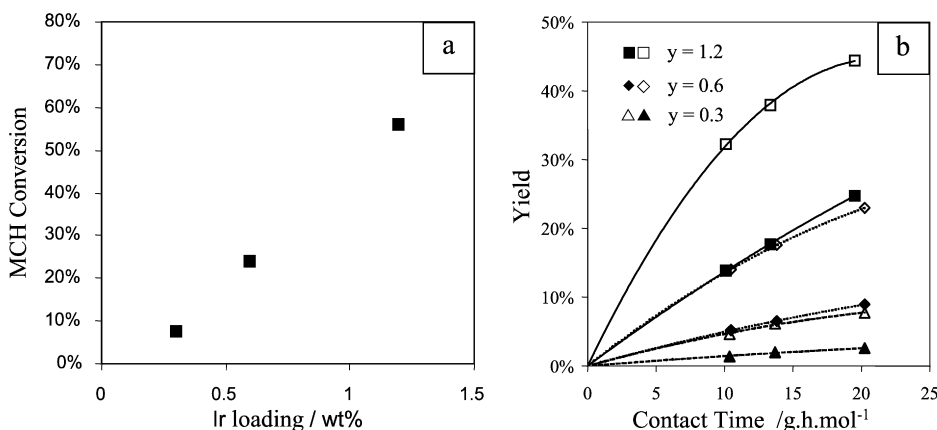 a
80%
70%
60%
50%
40%
30%
20%
10%
0%
MCH Conversion
0 0.5 1 1.5
Ir loading / wt%
b
50%
40%
30%
20%
10%
0%
Yield
y = 1.2
y = 0.6
y = 0.3
0 5 10 15 20 25
Contact Time /g.h.mol⁻¹